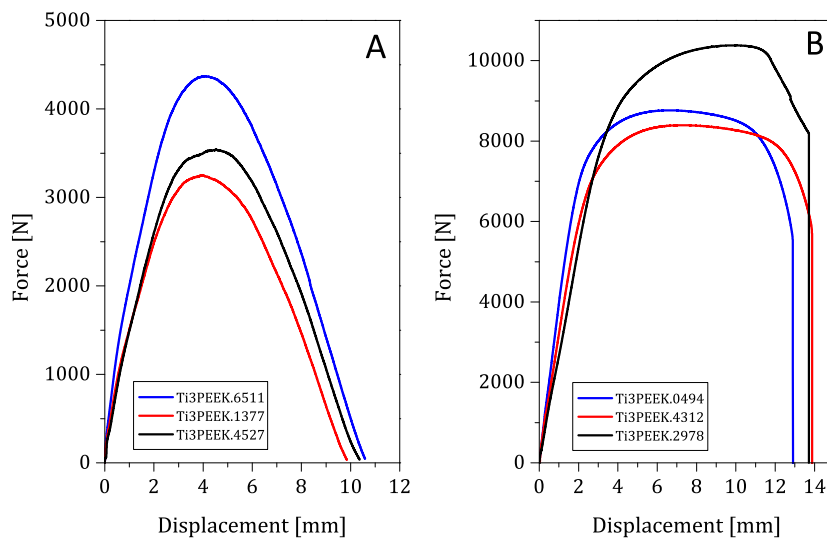 A
Force [N]
5000
4000
3000
2000
1000
0
Ti3PEEK.6511
Ti3PEEK.1377
Ti3PEEK.4527
0 2 4 6 8 10 12
Displacement [mm]
B
Force [N]
10000
8000
6000
4000
2000
0
Ti3PEEK.0494
Ti3PEEK.4312
Ti3PEEK.2978
0 2 4 6 8 10 12 14
Displacement [mm]